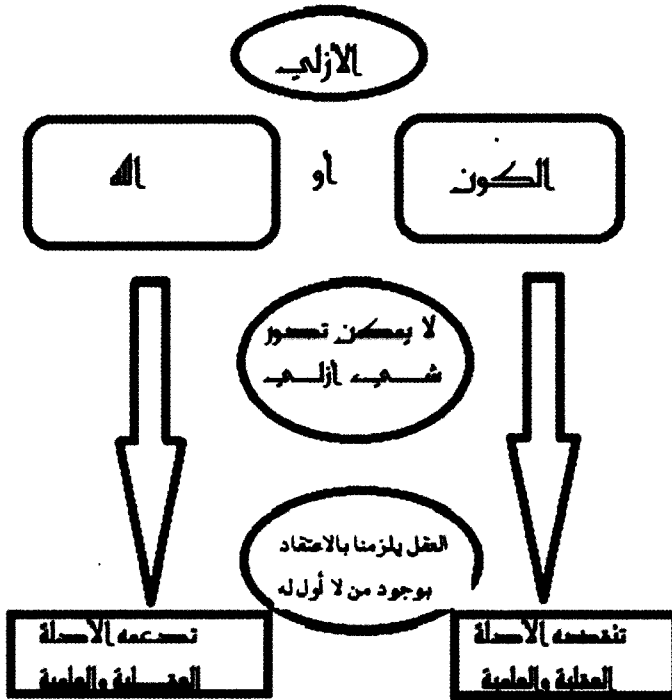 الأزلي
الكون
أو
الله
لا يمكن تصور
شيء أزلي
العقل يلزمنا بالاعتقاد
بوجود من لا أول له
تنقضه الأدلة
العقلية والعلمية
تدعمه الأدلة
العقلية والعلمية